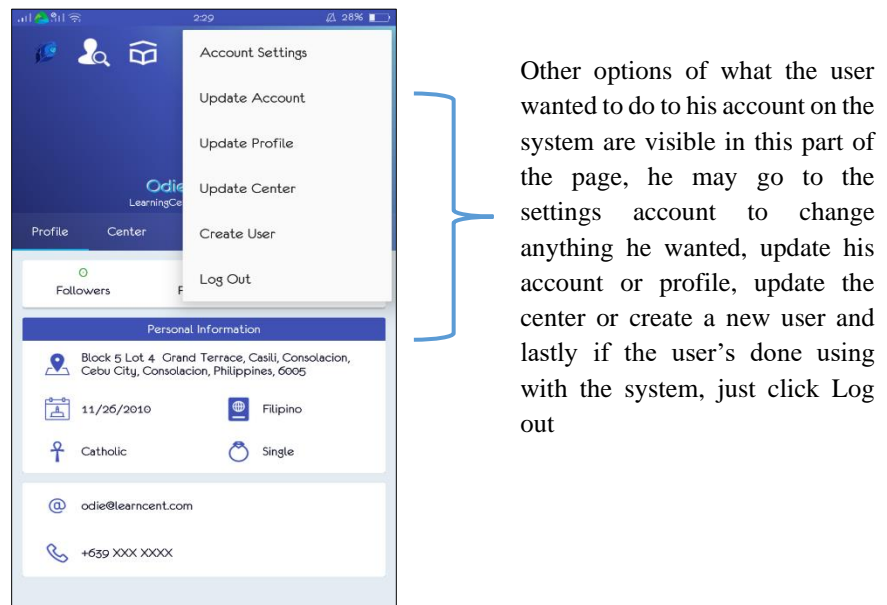 2:29
28%
Account Settings
Update Account
Update Profile
Update Center
Create User
Log Out
Odie
Profile
Center
0
Followers
Personal Information
Block 5 Lot 4 Grand Terrace, Casili, Consolacion,
Cebu City, Consolacion, Philippines, 6005
11/26/2010
Filipino
Catholic
Single
odie@learncent.com
+639 XXX XXXX
Other options of what the user
wanted to do to his account on the
system are visible in this part of
the page, he may go to the
settings account to change
anything he wanted, update his
account or profile, update the
center or create a new user and
lastly if the user's done using
with the system, just click Log
out